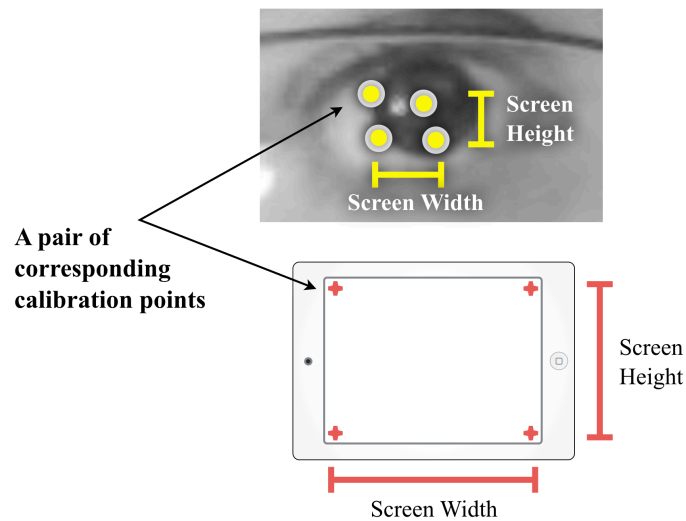 Screen
Height
Screen Width
A pair of
corresponding
calibration points
Screen
Height
Screen Width